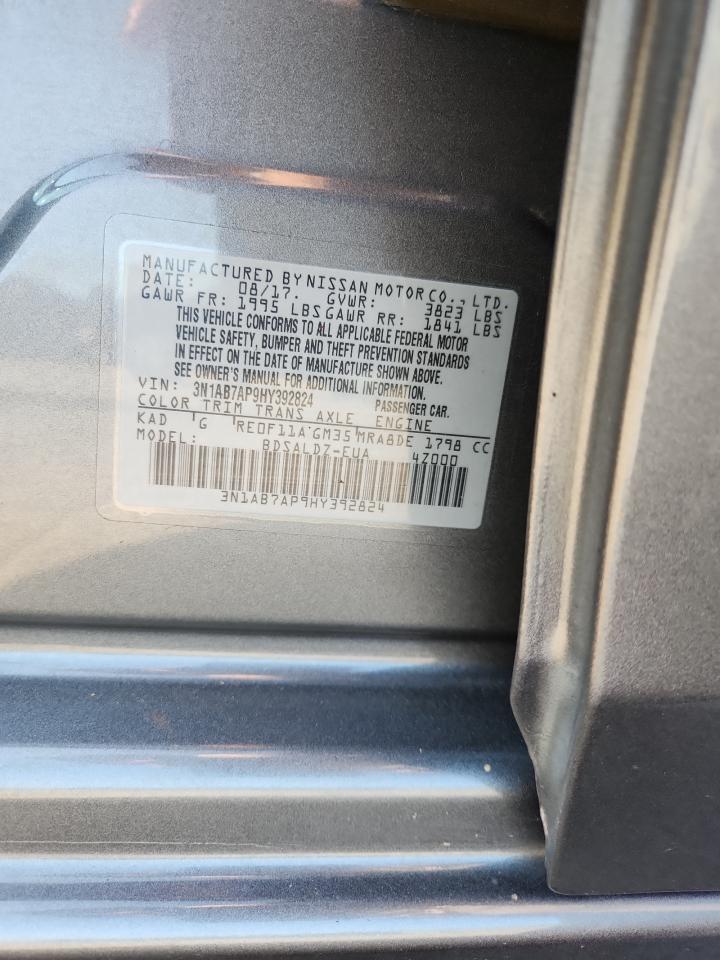 MANUFACTURED BY NISSAN MOTOR CO., LTD.
DATE: 08/17. GVWR: 3823 LBS
GAWR FR: 1995 LBS GAWR RR: 1841 LBS
THIS VEHICLE CONFORMS TO ALL APPLICABLE FEDERAL MOTOR
VEHICLE SAFETY, BUMPER AND THEFT PREVENTION STANDARDS
IN EFFECT ON THE DATE OF MANUFACTURE SHOWN ABOVE.
SEE OWNER'S MANUAL FOR ADDITIONAL INFORMATION.
VIN: 3N1AB7AP9HY392824 PASSENGER CAR.
COLOR TRIM TRANS AXLE ENGINE
KAD G RE0F11A GM35 MRA8DE 1798 CC
MODEL: BDSALDZ-EUA 4Z000
3N1AB7AP9HY392824